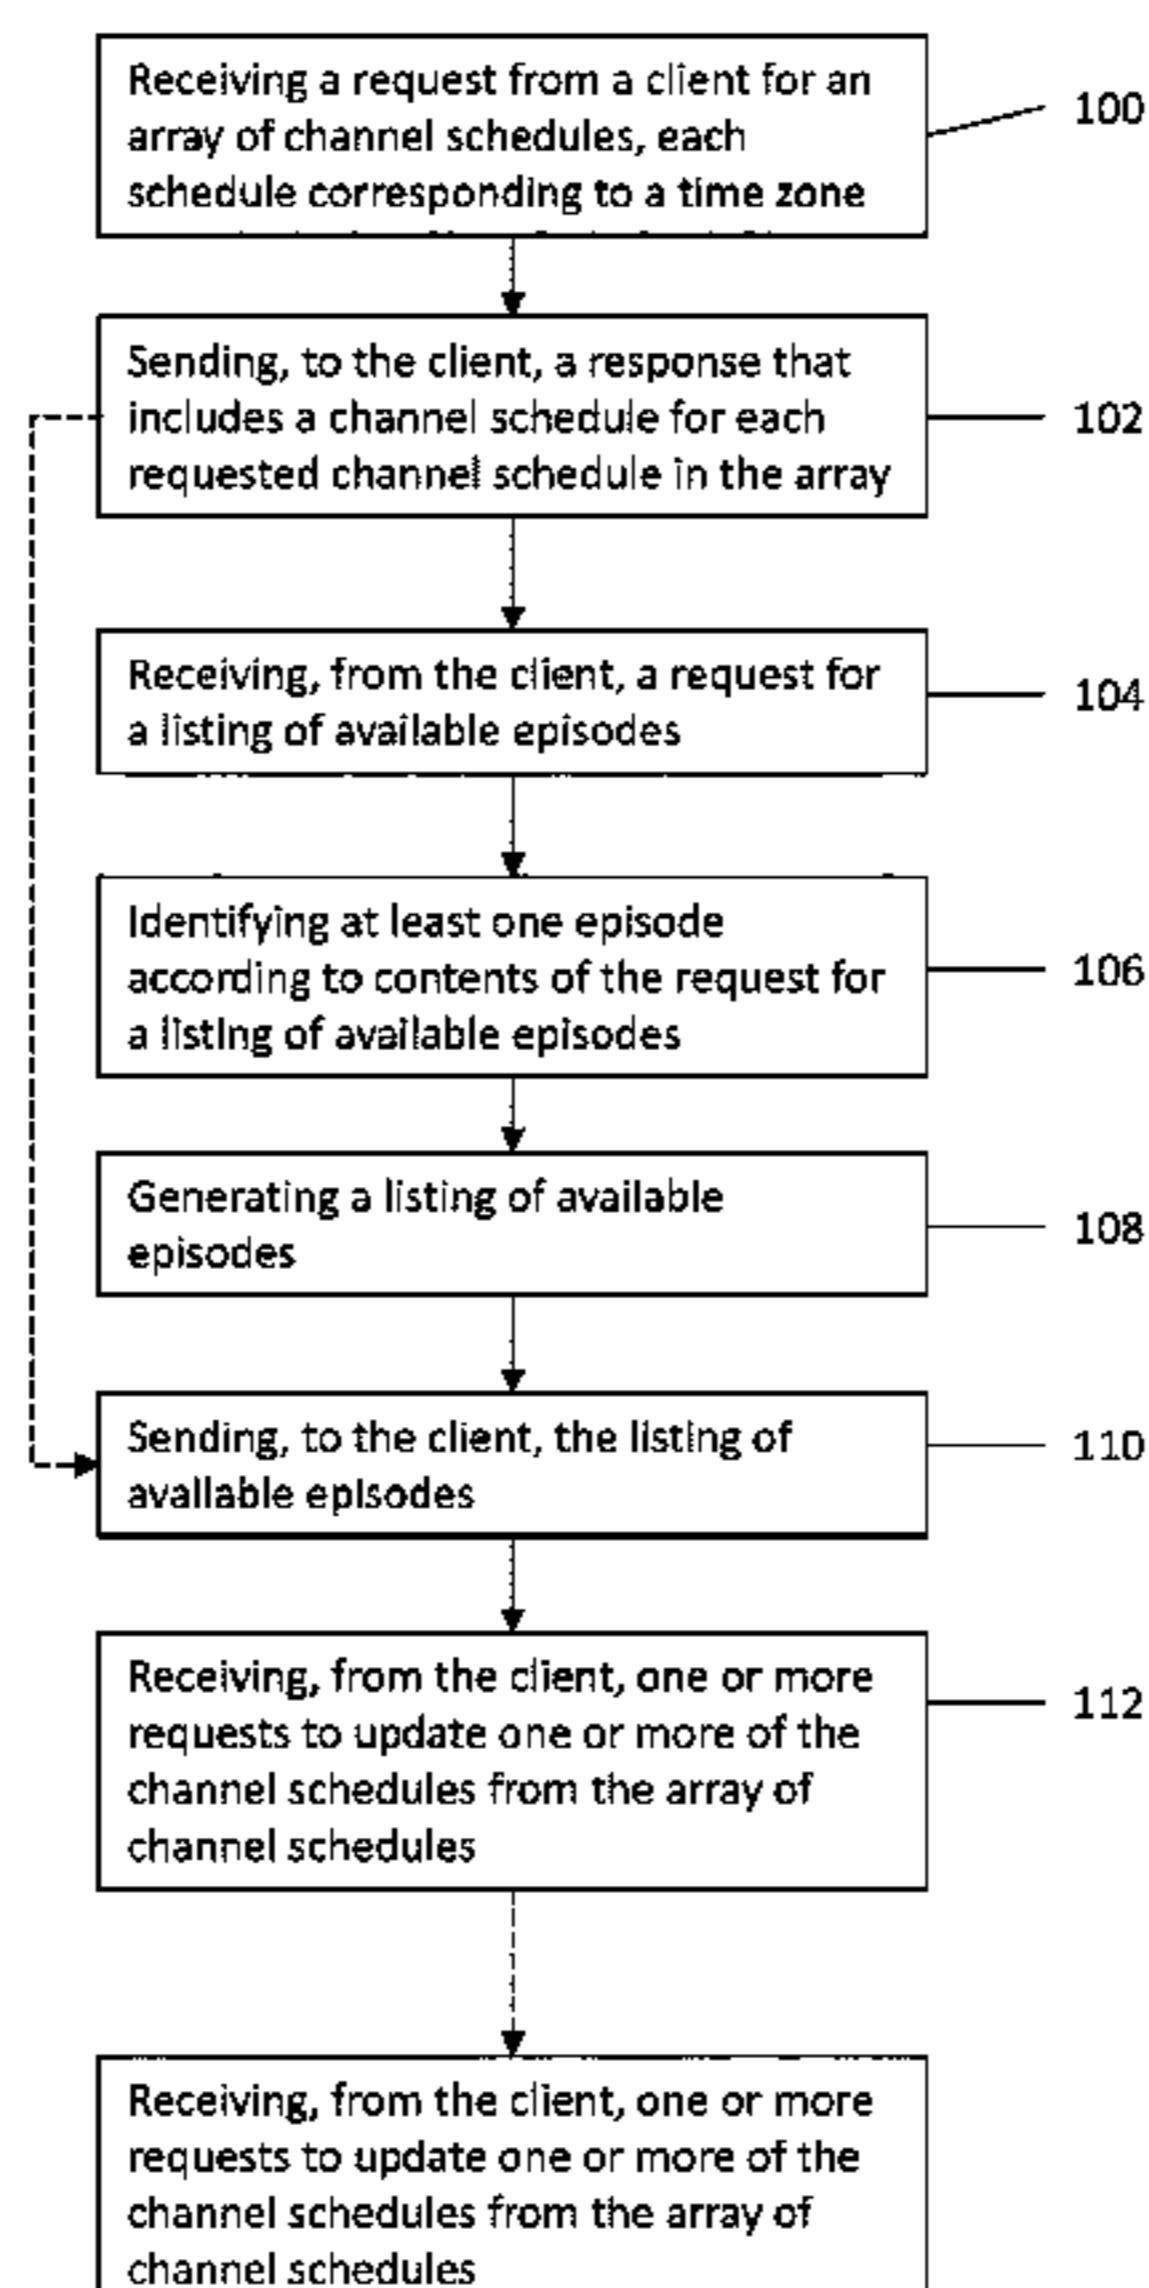 Receiving a request from a client for an
array of channel schedules, each
schedule corresponding to a time zone
100
Sending, to the client, a response that
includes a channel schedule for each
requested channel schedule in the array
102
Receiving, from the client, a request for
a listing of available episodes
104
Identifying at least one episode
according to contents of the request for
a listing of available episodes
106
Generating a listing of available
episodes
108
Sending, to the client, the listing of
available episodes
110
Receiving, from the client, one or more
requests to update one or more of the
channel schedules from the array of
channel schedules
112
Receiving, from the client, one or more
requests to update one or more of the
channel schedules from the array of
channel schedules